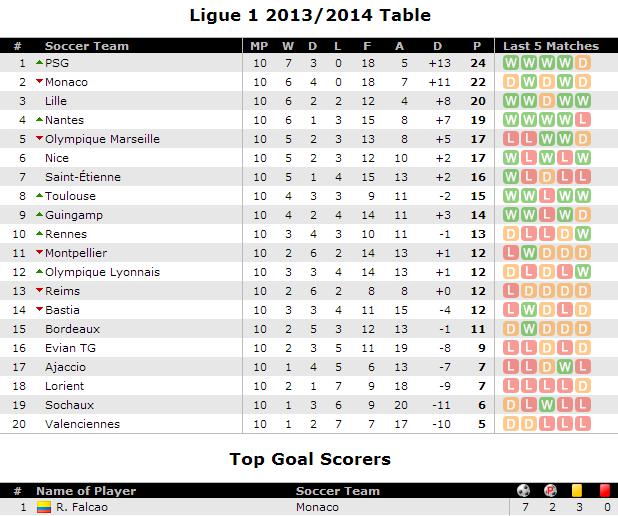 Ligue 1 2013/2014 Table
# Soccer Team MP W D L F A D P Last 5 Matches
1 PSG 10 7 3 0 18 5 +13 24 W W W W D
2 Monaco 10 6 4 0 18 7 +11 22 D W D W D
3 Lille 10 6 2 2 12 4 +8 20 W W D W W
4 Nantes 10 6 1 3 15 8 +7 19 W W W W L
5 Olympique Marseille 10 5 2 3 13 8 +5 17 L L W W D
6 Nice 10 5 2 3 12 10 +2 17 W L W L W
7 Saint-Étienne 10 5 1 4 15 13 +2 16 W L D L L
8 Toulouse 10 4 3 3 9 11 -2 15 W W L W W
9 Guingamp 10 4 2 4 14 11 +3 14 W W L D D
10 Rennes 10 3 4 3 10 11 -1 13 D L L D W
11 Montpellier 10 2 6 2 14 13 +1 12 L W D D D
12 Olympique Lyonnais 10 3 3 4 14 13 +1 12 D L D L W
13 Reims 10 2 6 2 8 8 +0 12 L D D D D
14 Bastia 10 3 3 4 11 15 -4 12 L W D L D
15 Bordeaux 10 2 5 3 12 13 -1 11 D W D D D
16 Evian TG 10 2 3 5 11 19 -8 9 L L D L D
17 Ajaccio 10 1 4 5 6 13 -7 7 L L D W L
18 Lorient 10 2 1 7 9 18 -9 7 L L L L D
19 Sochaux 10 1 3 6 9 20 -11 6 D L W L L
20 Valenciennes 10 1 2 7 7 17 -10 5 D D L L L
Top Goal Scorers
# Name of Player Soccer Team P
1 R. Falcao Monaco 7 2 3 0